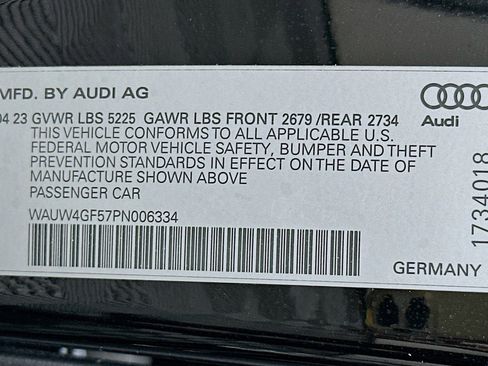 MFD. BY AUDI AG
04 23 GVWR LBS 5225 GAWR LBS FRONT 2679 /REAR 2734
THIS VEHICLE CONFORMS TO ALL APPLICABLE U.S.
FEDERAL MOTOR VEHICLE SAFETY, BUMPER AND THEFT
PREVENTION STANDARDS IN EFFECT ON THE DATE OF
MANUFACTURE SHOWN ABOVE
PASSENGER CAR
WAUW4GF57PN006334
Audi
1734018
GERMANY